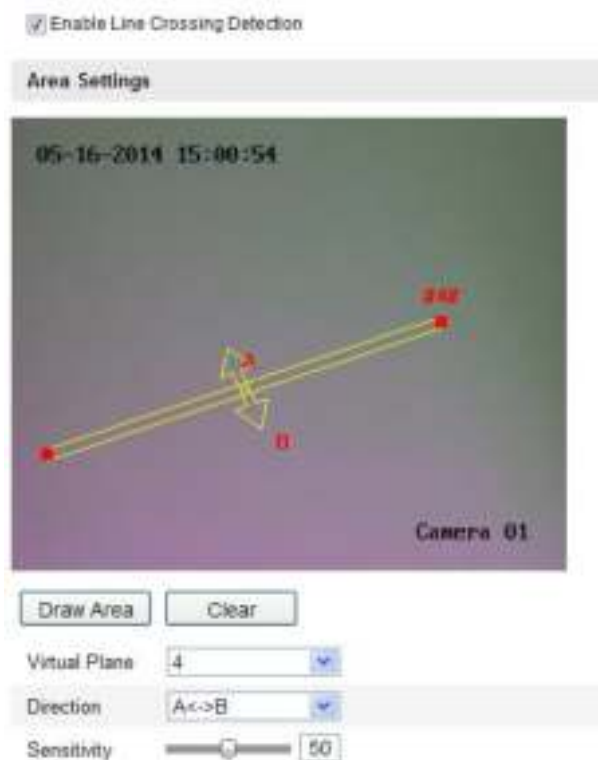 Enable Line Crossing Detection
Area Settings
05-16-2014 15:00:54
A
B
Camera 01
Draw Area Clear
Virtual Plane 4
Direction A<->B
Sensitivity 50